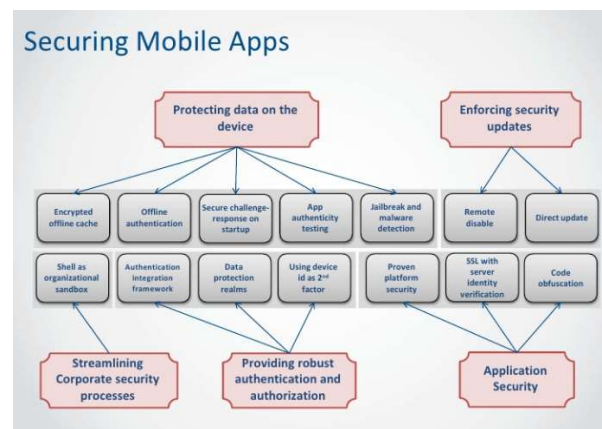 Securing Mobile Apps
Protecting data on the
device
Enforcing security
updates
Encrypted
offline cache
Offline
authentication
Secure challenge-
response on
startup
App
authenticity
testing
Jailbreak and
malware
detection
Remote
disable
Direct update
Shell as
organizational
sandbox
Authentication
integration
framework
Data
protection
realms
Using device
id as 2nd
factor
Proven
platform
security
SSL with
server
identity
verification
Code
obfuscation
Streamlining
Corporate security
processes
Providing robust
authentication and
authorization
Application
Security